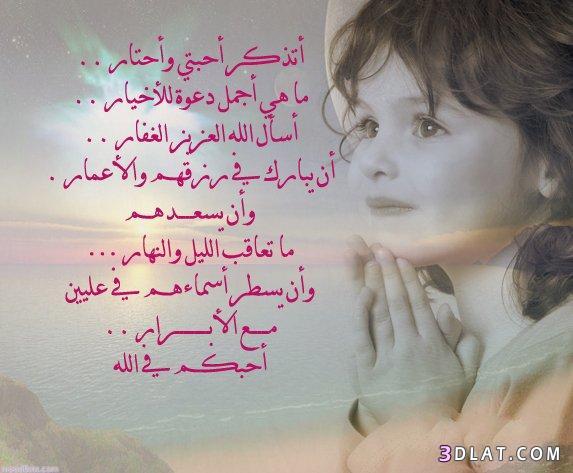 أتذكر أحبتي وأحتار . .
ما هي أجمل دعوة للأخيار . .
أسأل الله العزيز الغفار . .
أن يبارك في رزقهم والأعمار .
وأن يسعدهم
ما تعاقب الليل والنهار . . .
وأن يسطر أسماءهم في عليين
مع الأبرار . .
أحبكم في الله
3DLAT.COM